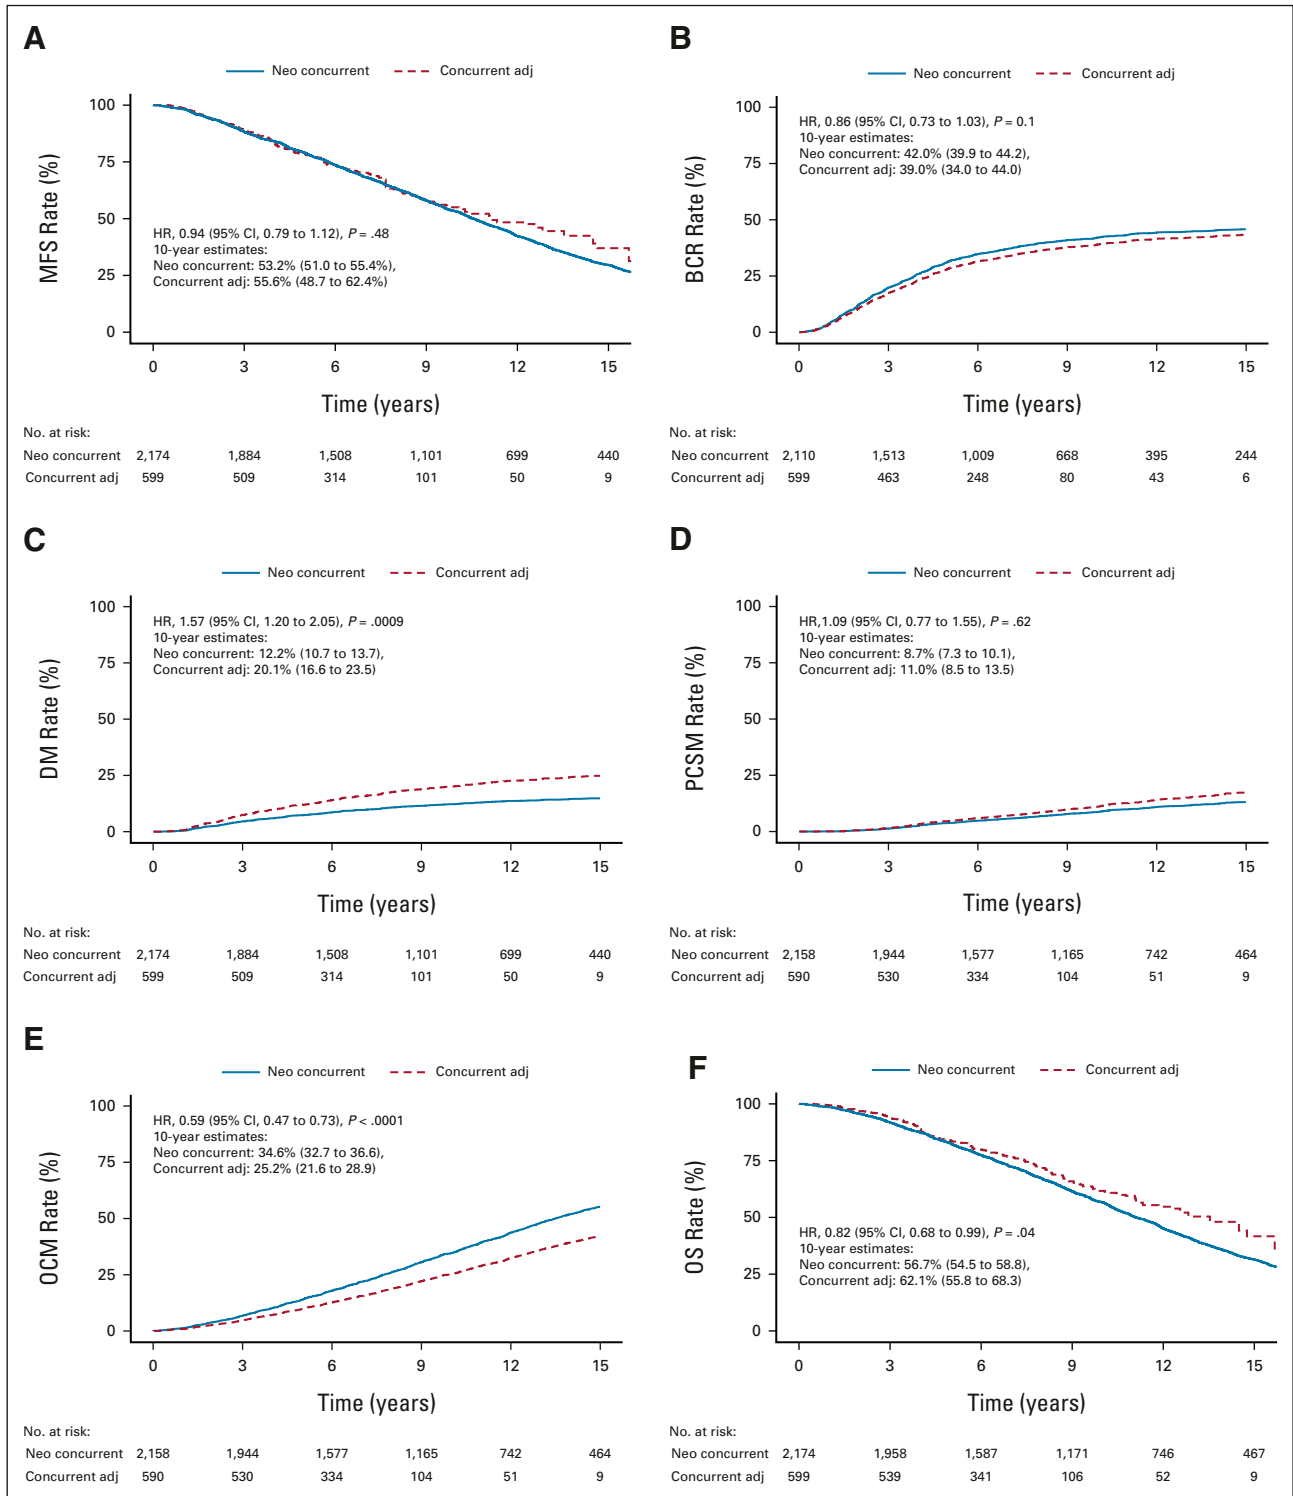 A
Neo concurrent Concurrent adj
MFS Rate (%)
100
75
50
25
0
HR, 0.94 (95% CI, 0.79 to 1.12), P = .48
10-year estimates:
Neo concurrent: 53.2% (51.0 to 55.4%),
Concurrent adj: 55.6% (48.7 to 62.4%)
0 3 6 9 12 15
Time (years)
No. at risk:
Neo concurrent 2,174 1,884 1,508 1,101 699 440
Concurrent adj 599 509 314 101 50 9
B
Neo concurrent Concurrent adj
BCR Rate (%)
100
75
50
25
0
HR, 0.86 (95% CI, 0.73 to 1.03), P = 0.1
10-year estimates:
Neo concurrent: 42.0% (39.9 to 44.2),
Concurrent adj: 39.0% (34.0 to 44.0)
0 3 6 9 12 15
Time (years)
No. at risk:
Neo concurrent 2,110 1,513 1,009 668 395 244
Concurrent adj 599 463 248 80 43 6
C
Neo concurrent Concurrent adj
DM Rate (%)
100
75
50
25
0
HR, 1.57 (95% CI, 1.20 to 2.05), P = .0009
10-year estimates:
Neo concurrent: 12.2% (10.7 to 13.7),
Concurrent adj: 20.1% (16.6 to 23.5)
0 3 6 9 12 15
Time (years)
No. at risk:
Neo concurrent 2,174 1,884 1,508 1,101 699 440
Concurrent adj 599 509 314 101 50 9
D
Neo concurrent Concurrent adj
PCSM Rate (%)
100
75
50
25
0
HR,1.09 (95% CI, 0.77 to 1.55), P = .62
10-year estimates:
Neo concurrent: 8.7% (7.3 to 10.1),
Concurrent adj: 11.0% (8.5 to 13.5)
0 3 6 9 12 15
Time (years)
No. at risk:
Neo concurrent 2,158 1,944 1,577 1,165 742 464
Concurrent adj 590 530 334 104 51 9
E
Neo concurrent Concurrent adj
OCM Rate (%)
100
75
50
25
0
HR, 0.59 (95% CI, 0.47 to 0.73), P < .0001
10-year estimates:
Neo concurrent: 34.6% (32.7 to 36.6),
Concurrent adj: 25.2% (21.6 to 28.9)
0 3 6 9 12 15
Time (years)
No. at risk:
Neo concurrent 2,158 1,944 1,577 1,165 742 464
Concurrent adj 590 530 334 104 51 9
F
Neo concurrent Concurrent adj
OS Rate (%)
100
75
50
25
0
HR, 0.82 (95% CI, 0.68 to 0.99), P = .04
10-year estimates:
Neo concurrent: 56.7% (54.5 to 58.8),
Concurrent adj: 62.1% (55.8 to 68.3)
0 3 6 9 12 15
Time (years)
No. at risk:
Neo concurrent 2,174 1,958 1,587 1,171 746 467
Concurrent adj 599 539 341 106 52 9